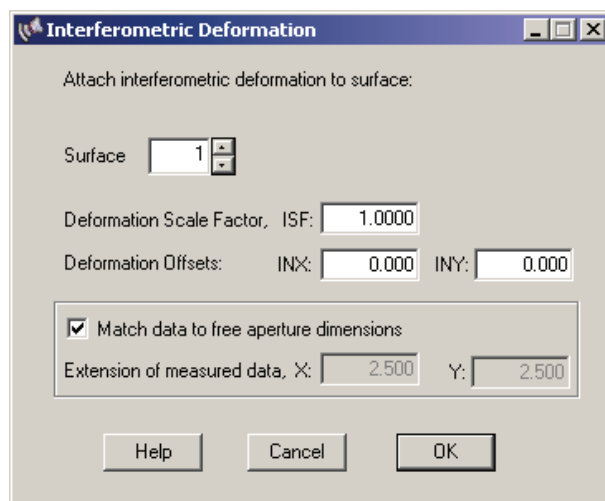 Interferometric Deformation
Attach interferometric deformation to surface:
Surface 1
Deformation Scale Factor, ISF: 1.0000
Deformation Offsets: INX: 0.000 INY: 0.000
Match data to free aperture dimensions
Extension of measured data, X: 2.500 Y: 2.500
Help Cancel OK